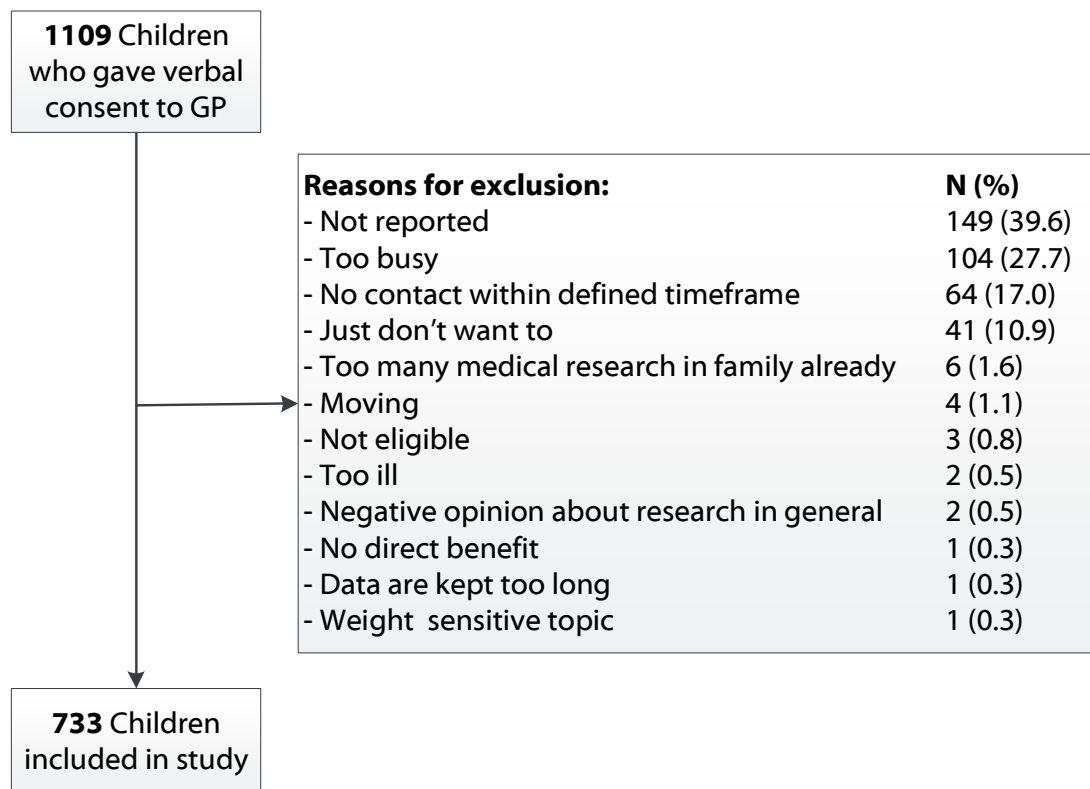 1109 Children
who gave verbal
consent to GP
Reasons for exclusion: N (%)
- Not reported 149 (39.6)
- Too busy 104 (27.7)
- No contact within defined timeframe 64 (17.0)
- Just don’t want to 41 (10.9)
- Too many medical research in family already 6 (1.6)
- Moving 4 (1.1)
- Not eligible 3 (0.8)
- Too ill 2 (0.5)
- Negative opinion about research in general 2 (0.5)
- No direct benefit 1 (0.3)
- Data are kept too long 1 (0.3)
- Weight sensitive topic 1 (0.3)
733 Children
included in study